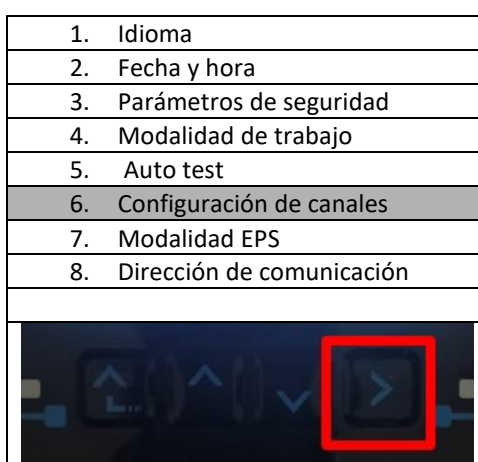 1. Idioma
2. Fecha y hora
3. Parámetros de seguridad
4. Modalidad de trabajo
5. Auto test
6. Configuración de canales
7. Modalidad EPS
8. Dirección de comunicación